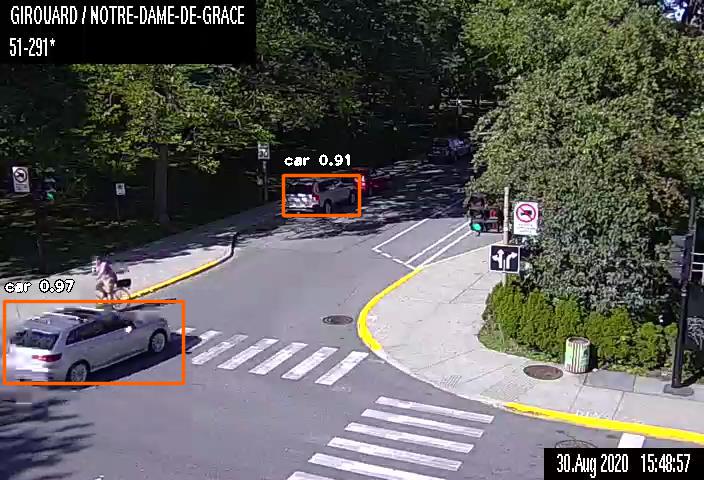 GIROUARD / NOTRE-DAME-DE-GRACE
51-291*
car 0.91
car 0.97
30.Aug 2020 15:48:57